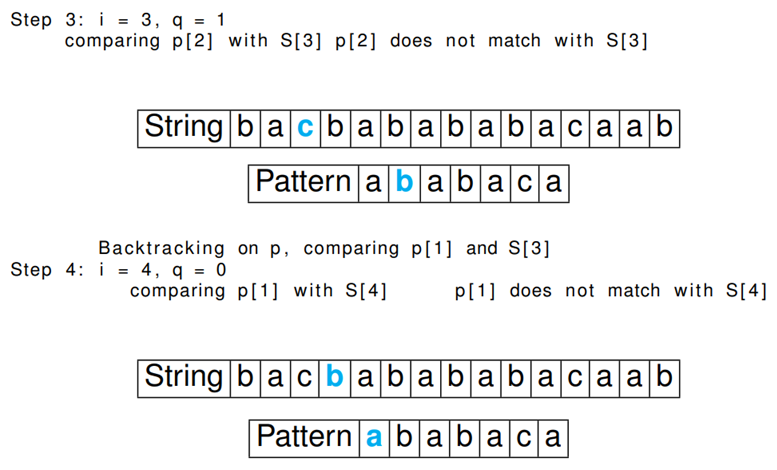 Step 3: i = 3, q = 1
comparing p[2] with S[3] p[2] does not match with S[3]
String b a c b a b a b a b a c a a b
Pattern a b a b a c a
Backtracking on p, comparing p[1] and S[3]
Step 4: i = 4, q = 0
comparing p[1] with S[4] p[1] does not match with S[4]
String b a c b a b a b a b a c a a b
Pattern a b a b a c a